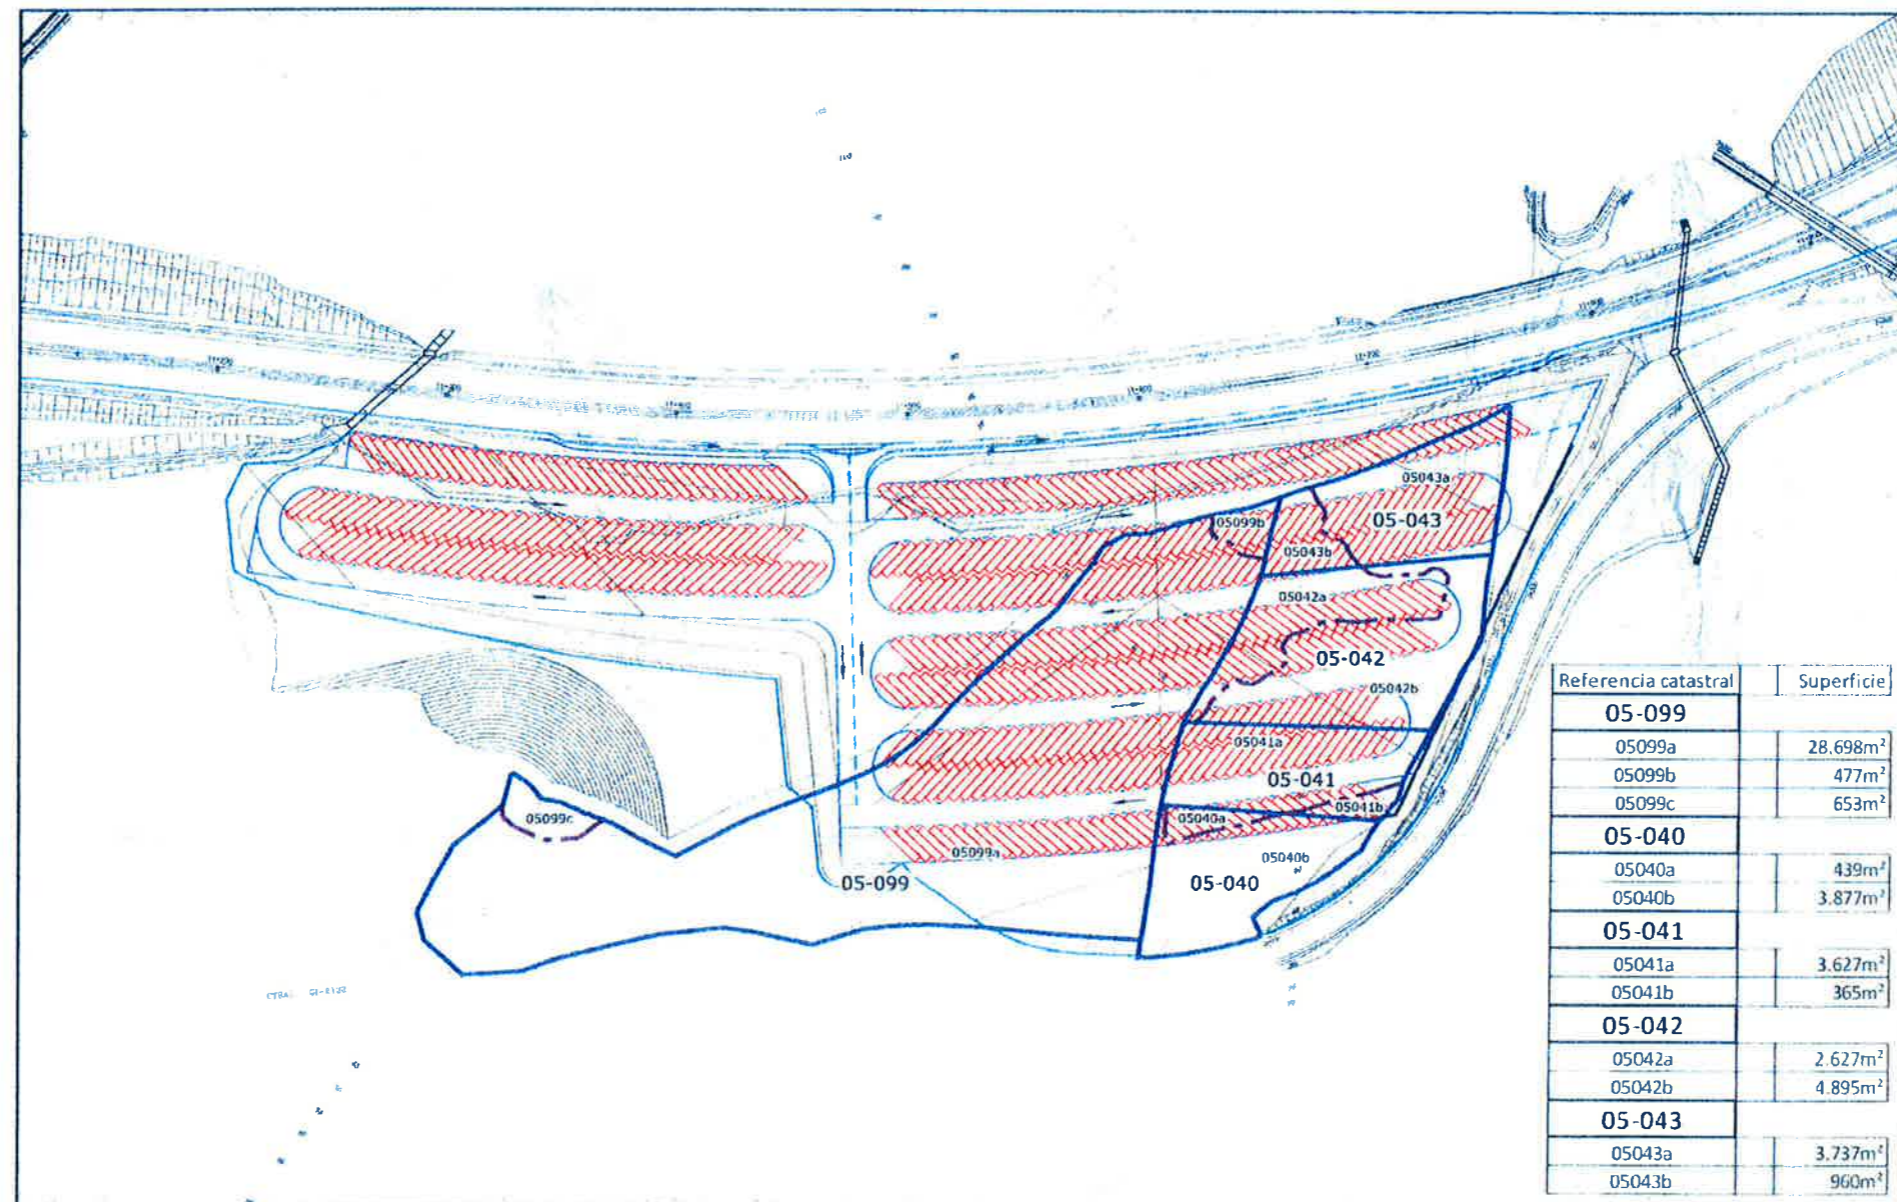 05043a
05099b
05-043
05043b
05042a
05-042
05042b
05041a
05-041
05041b
05040a
05099c
05099a
05040b
05-099
05-040
Referencia catastral Superficie
05-099
05099a 28.698m²
05099b 477m²
05099c 653m²
05-040
05040a 439m²
05040b 3.877m²
05-041
05041a 3.627m²
05041b 365m²
05-042
05042a 2.627m²
05042b 4.895m²
05-043
05043a 3.737m²
05043b 960m²